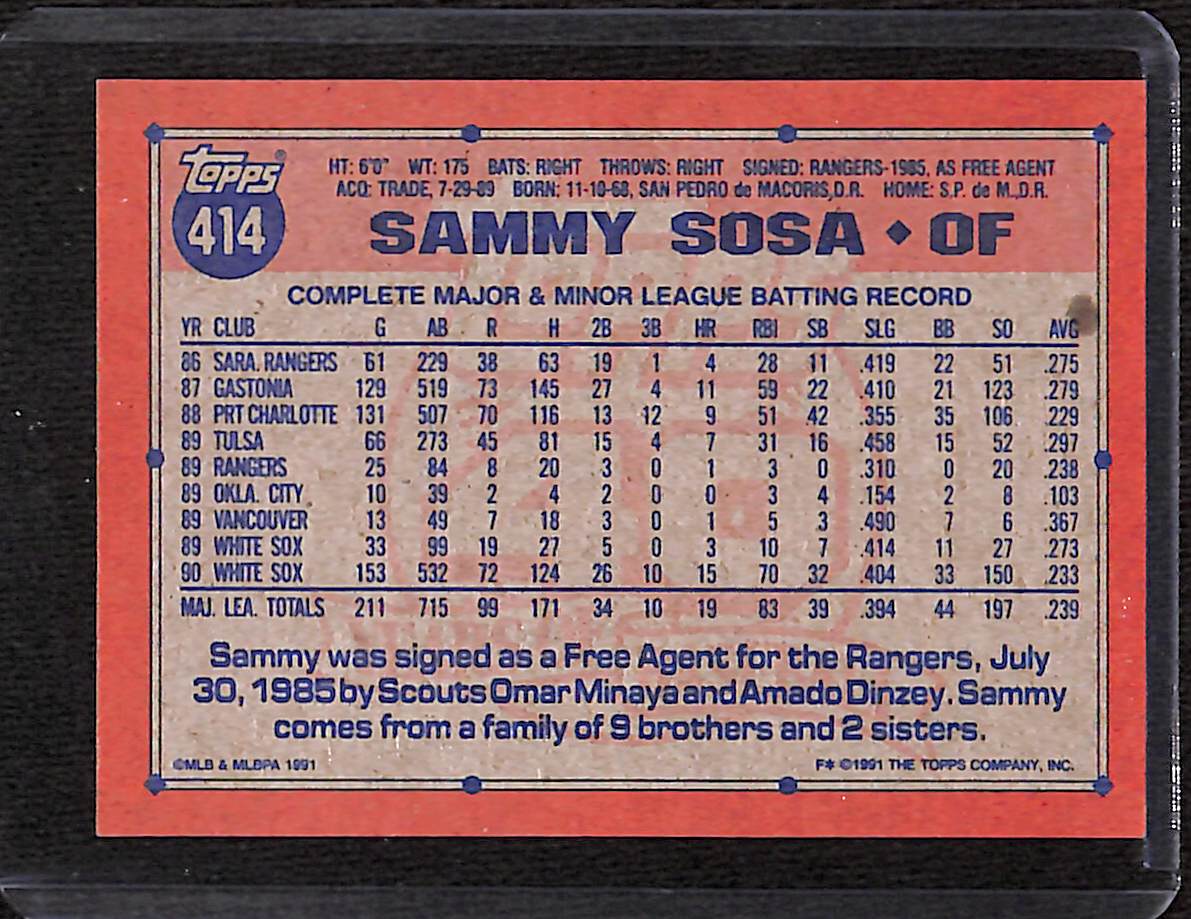 topps®
414
HT: 6'0" WT: 175 BATS: RIGHT THROWS: RIGHT SIGNED: RANGERS-1985, AS FREE AGENT
ACQ: TRADE, 7-29-89 BORN: 11-10-68, SAN PEDRO de MACORIS,D.R. HOME: S.P. de M.,D.R.
SAMMY SOSA ◆ OF
COMPLETE MAJOR & MINOR LEAGUE BATTING RECORD
YR CLUB G AB R H 2B 3B HR RBI SB SLG BB SO AVG
86 SARA. RANGERS 61 229 38 63 19 1 4 28 11 .419 22 51 .275
87 GASTONIA 129 519 73 145 27 4 11 59 22 .410 21 123 .279
88 PRT CHARLOTTE 131 507 70 116 13 12 9 51 42 .355 35 106 .229
89 TULSA 66 273 45 81 15 4 7 31 16 .458 15 52 .297
89 RANGERS 25 84 8 20 3 0 1 3 0 .310 0 20 .238
89 OKLA. CITY 10 39 2 4 2 0 0 3 4 .154 2 8 .103
89 VANCOUVER 13 49 7 18 3 0 1 5 3 .490 7 6 .367
89 WHITE SOX 33 99 19 27 5 0 3 10 7 .414 11 27 .273
90 WHITE SOX 153 532 72 124 26 10 15 70 32 .404 33 150 .233
MAJ. LEA. TOTALS 211 715 99 171 34 10 19 83 39 .394 44 197 .239
Sammy was signed as a Free Agent for the Rangers, July
30, 1985 by Scouts Omar Minaya and Amado Dinzey. Sammy
comes from a family of 9 brothers and 2 sisters.
©MLB & MLBPA 1991
F* ©1991 THE TOPPS COMPANY, INC.